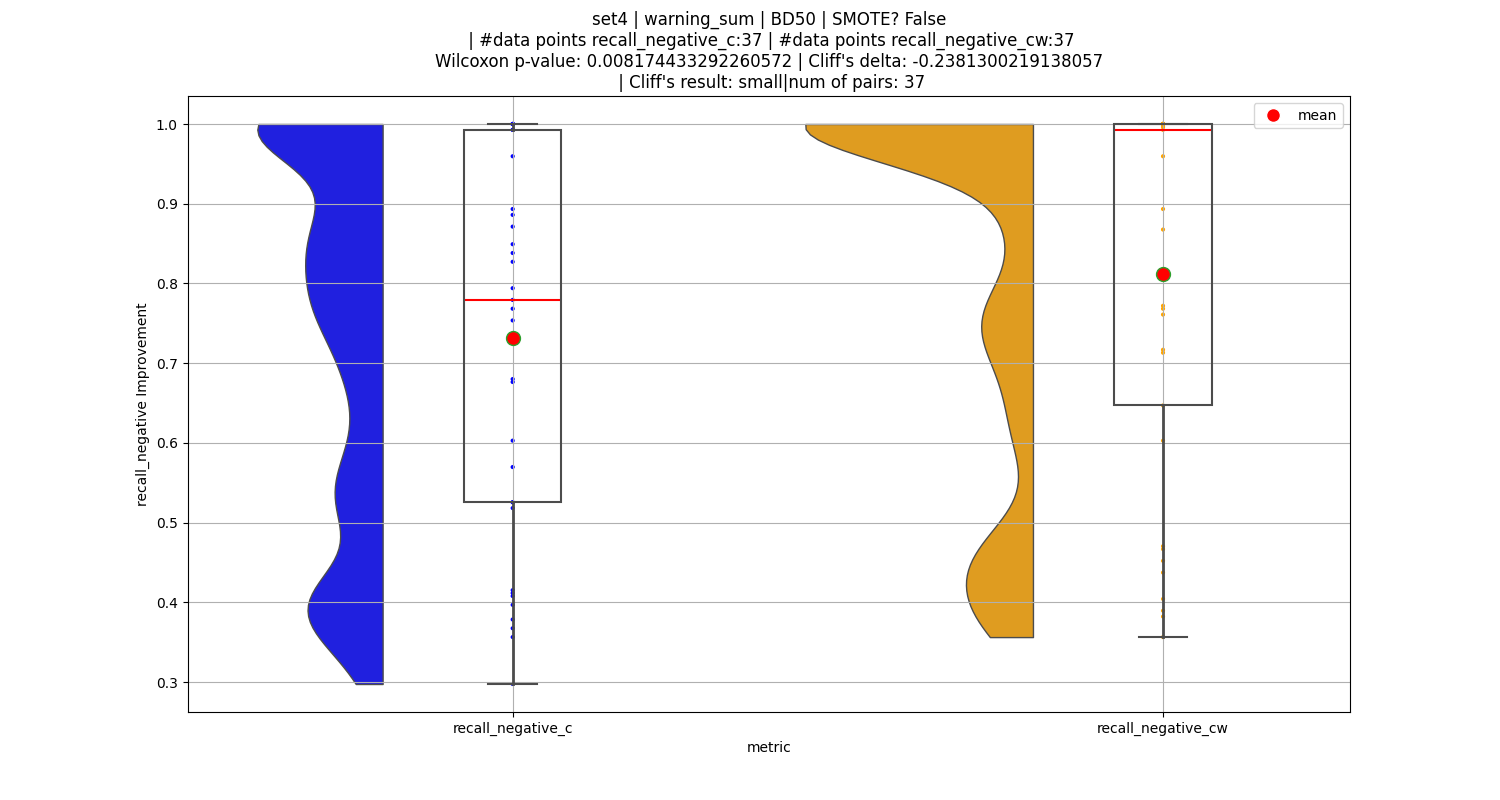 set4 | warning_sum | BD50 | SMOTE? False
| #data points recall_negative_c:37 | #data points recall_negative_cw:37
Wilcoxon p-value: 0.008174433292260572 | Cliff's delta: -0.2381300219138057
| Cliff's result: small|num of pairs: 37
mean
1.0
0.9
0.8
0.7
0.6
0.5
0.4
0.3
recall_negative Improvement
recall_negative_c
recall_negative_cw
metric